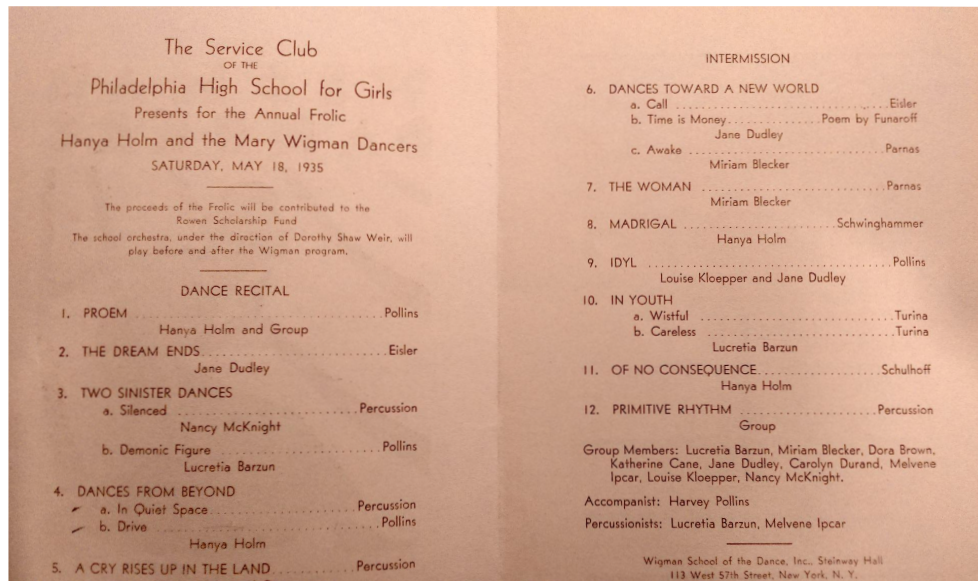 The Service Club
OF THE
Philadelphia High School for Girls
Presents for the Annual Frolic
Hanya Holm and the Mary Wigman Dancers
SATURDAY, MAY 18, 1935
The proceeds of the Frolic will be contributed to the
Rowen Scholarship Fund
The school orchestra, under the direction of Dorothy Shaw Weir, will
play before and after the Wigman program.
DANCE RECITAL
1. PROEM ........ Pollins
Hanya Holm and Group
2. THE DREAM ENDS ........ Eisler
Jane Dudley
3. TWO SINISTER DANCES
a. Silenced ........ Percussion
Nancy McKnight
b. Demonic Figure ........ Pollins
Lucretia Barzun
4. DANCES FROM BEYOND
a. In Quiet Space ........ Percussion
b. Drive ........ Pollins
Hanya Holm
5. A CRY RISES UP IN THE LAND ........ Percussion
INTERMISSION
6. DANCES TOWARD A NEW WORLD
a. Call ........ Eisler
b. Time is Money ........ Poem by Funaroff
Jane Dudley
c. Awake ........ Parnas
Miriam Blecker
7. THE WOMAN ........ Parnas
Miriam Blecker
8. MADRIGAL ........ Schwinghammer
Hanya Holm
9. IDYL ........ Pollins
Louise Kloepper and Jane Dudley
10. IN YOUTH
a. Wistful ........ Turina
b. Careless ........ Turina
Lucretia Barzun
11. OF NO CONSEQUENCE ........ Schulhoff
Hanya Holm
12. PRIMITIVE RHYTHM ........ Percussion
Group
Group Members: Lucretia Barzun, Miriam Blecker, Dora Brown,
Katherine Cane, Jane Dudley, Carolyn Durand, Melvene
Ipcar, Louise Kloepper, Nancy McKnight.
Accompanist: Harvey Pollins
Percussionists: Lucretia Barzun, Melvene Ipcar
Wigman School of the Dance, Inc., Steinway Hall
113 West 57th Street, New York, N. Y.